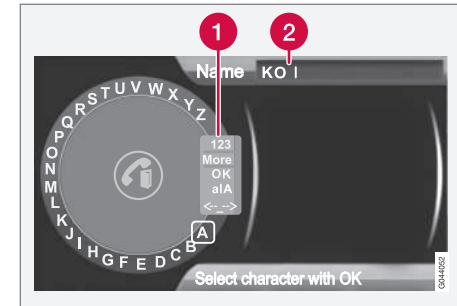 1 2
Name KO I
A B C D E F G H I J K L M N O P Q R S T U V W X Y Z
123
More
OK
a|A
<--_-->
Select character with OK
G044052